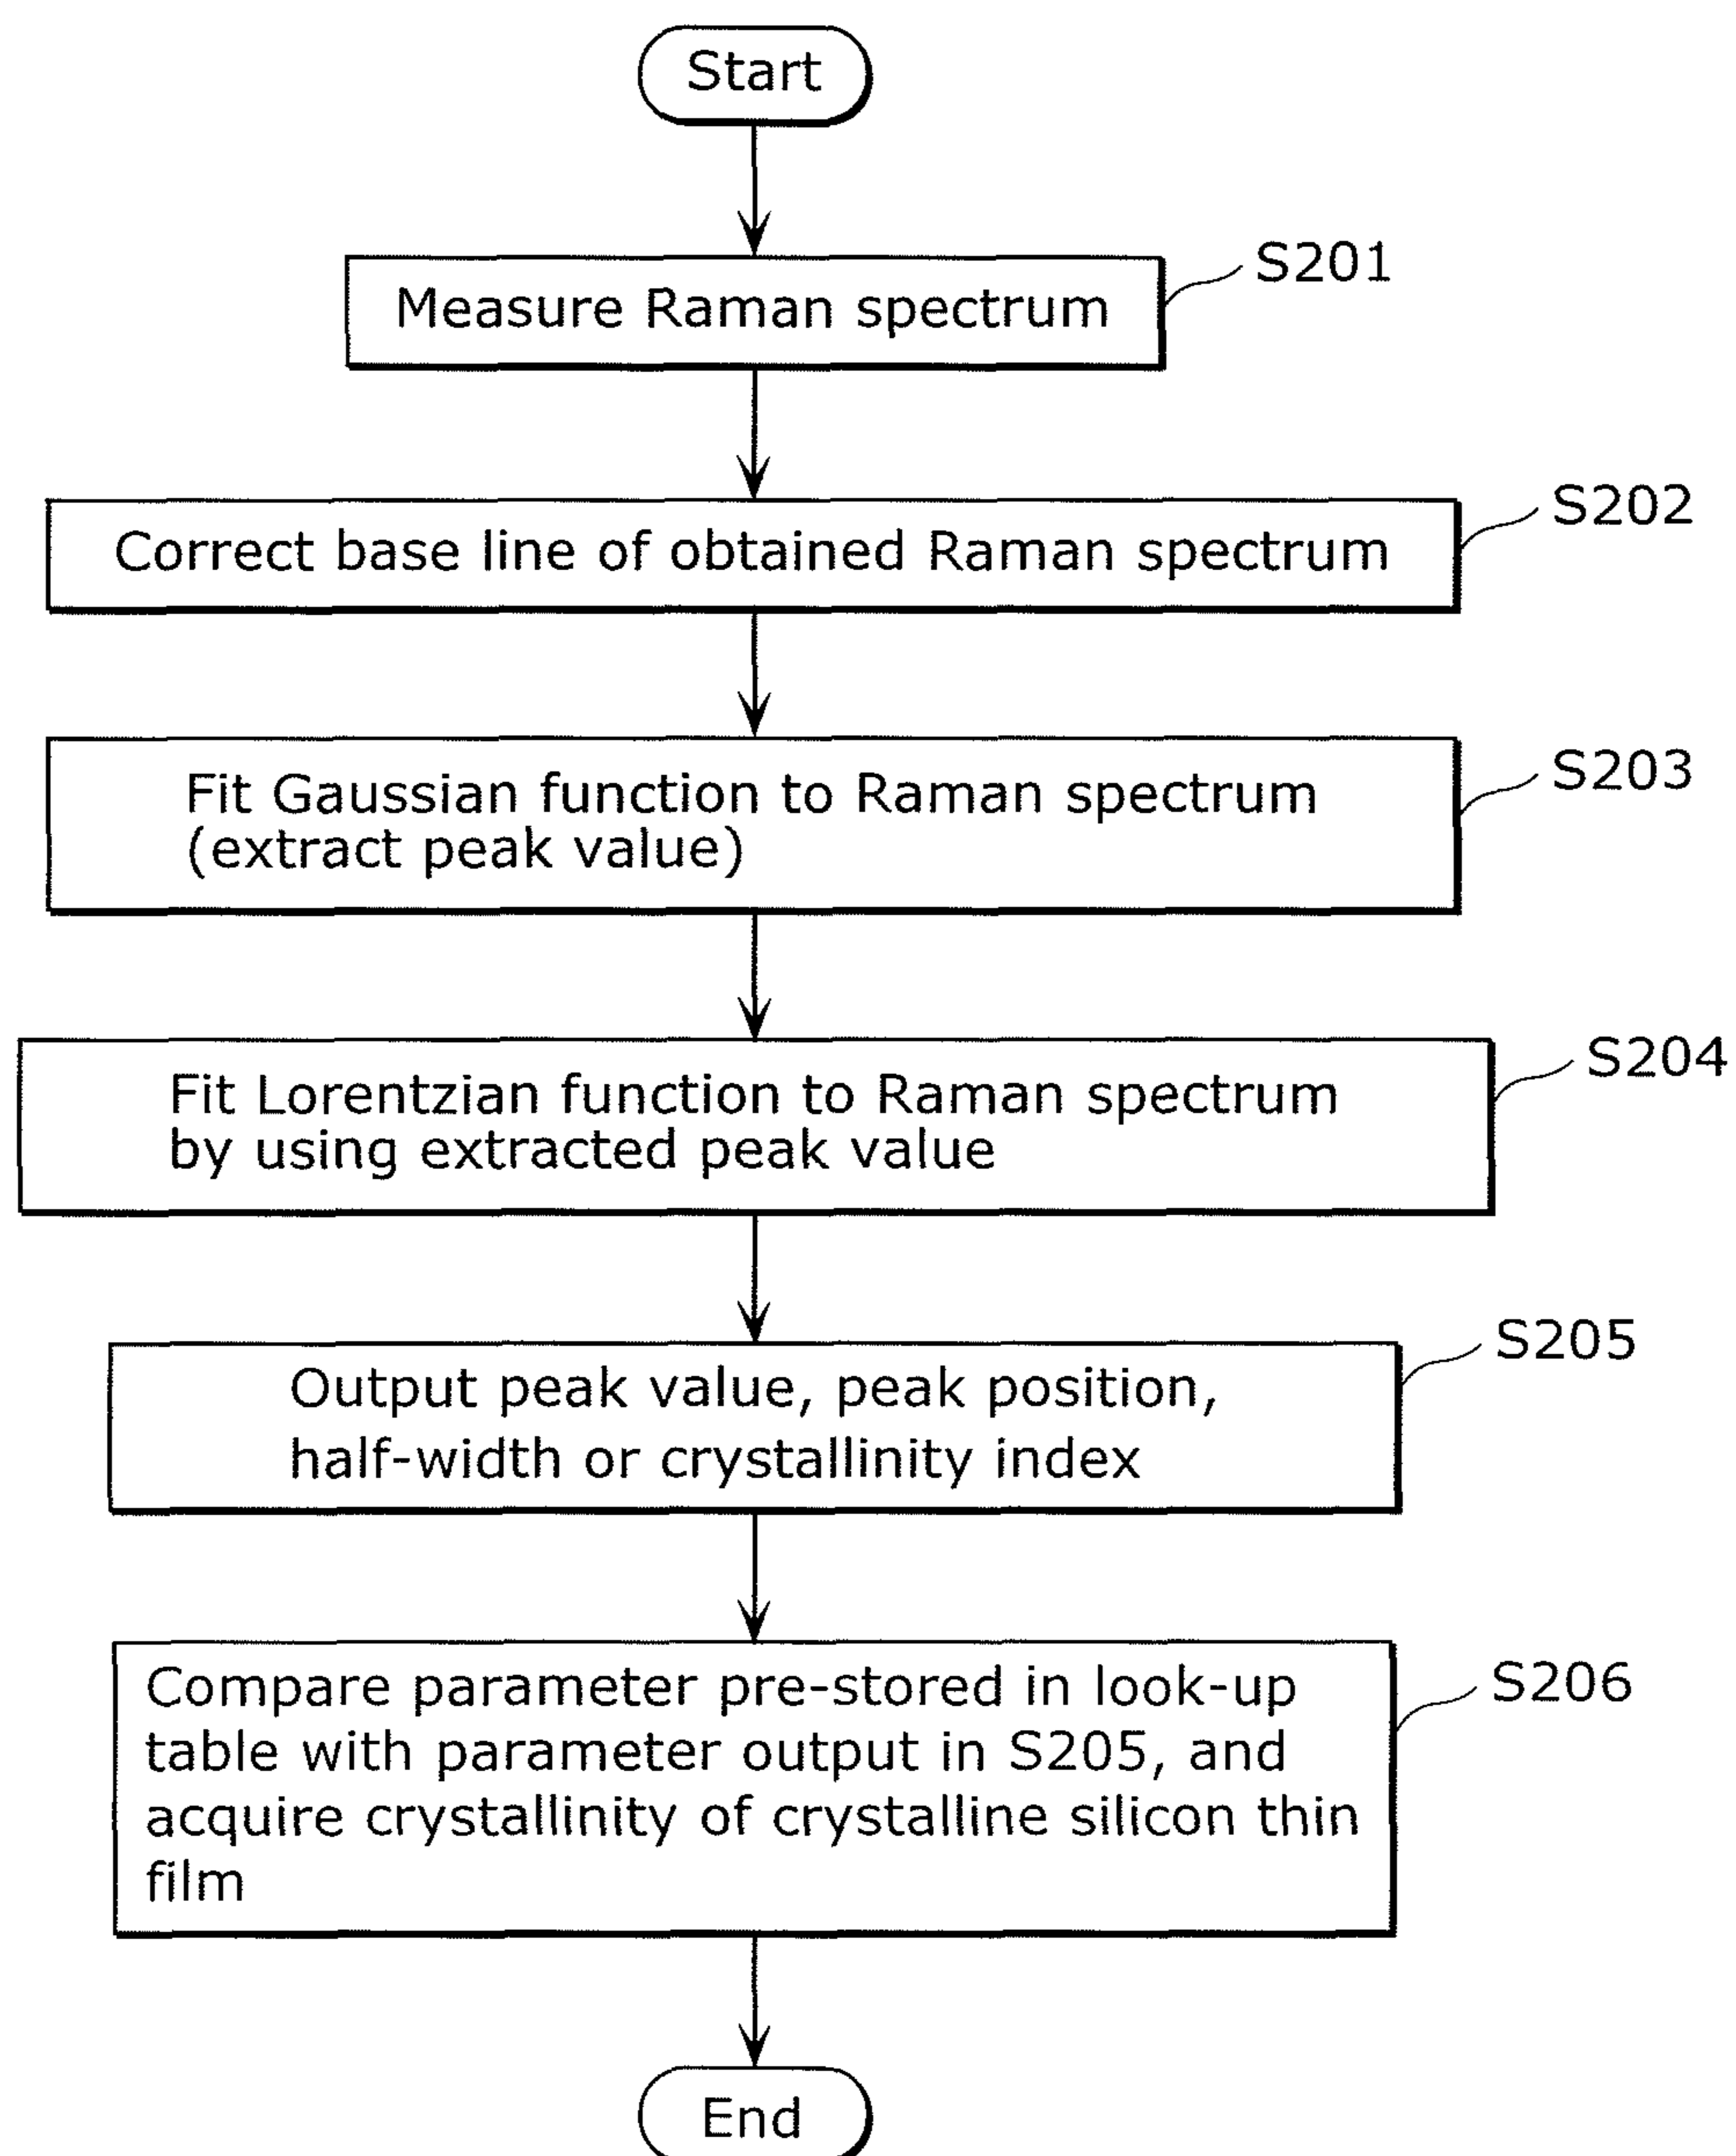 Start
S201
Measure Raman spectrum
S202
Correct base line of obtained Raman spectrum
S203
Fit Gaussian function to Raman spectrum
(extract peak value)
S204
Fit Lorentzian function to Raman spectrum
by using extracted peak value
S205
Output peak value, peak position,
half-width or crystallinity index
S206
Compare parameter pre-stored in look-up
table with parameter output in S205, and
acquire crystallinity of crystalline silicon thin
film
End